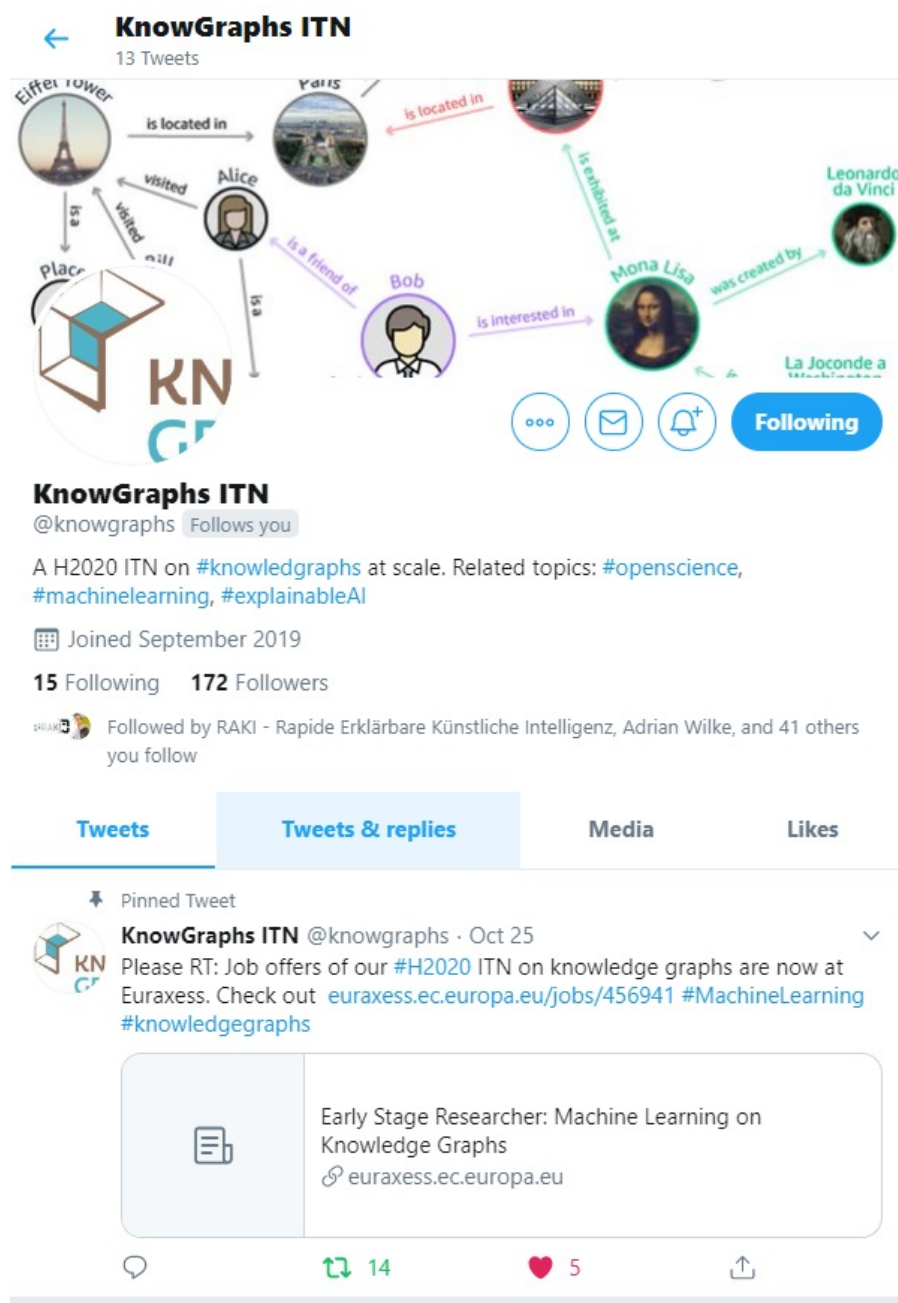 KnowGraphs ITN
13 Tweets
Eiffel Tower
Paris
is located in
is located in
visited
Alice
is a
visited
is exhibited at
Leonardo
da Vinci
Place
is a friend of
Bob
Mona Lisa
was created by
is a
is interested in
La Joconde a
Washington
KN
GR
Following
KnowGraphs ITN
@knowgraphs Follows you
A H2020 ITN on #knowledgraphs at scale. Related topics: #openscience,
#machinelearning, #explainableAI
Joined September 2019
15 Following 172 Followers
Followed by RAKI - Rapide Erklärbare Künstliche Intelligenz, Adrian Wilke, and 41 others
you follow
Tweets Tweets & replies Media Likes
Pinned Tweet
KnowGraphs ITN @knowgraphs · Oct 25
KN
GR
Please RT: Job offers of our #H2020 ITN on knowledge graphs are now at
Euraxess. Check out euraxess.ec.europa.eu/jobs/456941 #MachineLearning
#knowledgegraphs
Early Stage Researcher: Machine Learning on
Knowledge Graphs
euraxess.ec.europa.eu
14 5